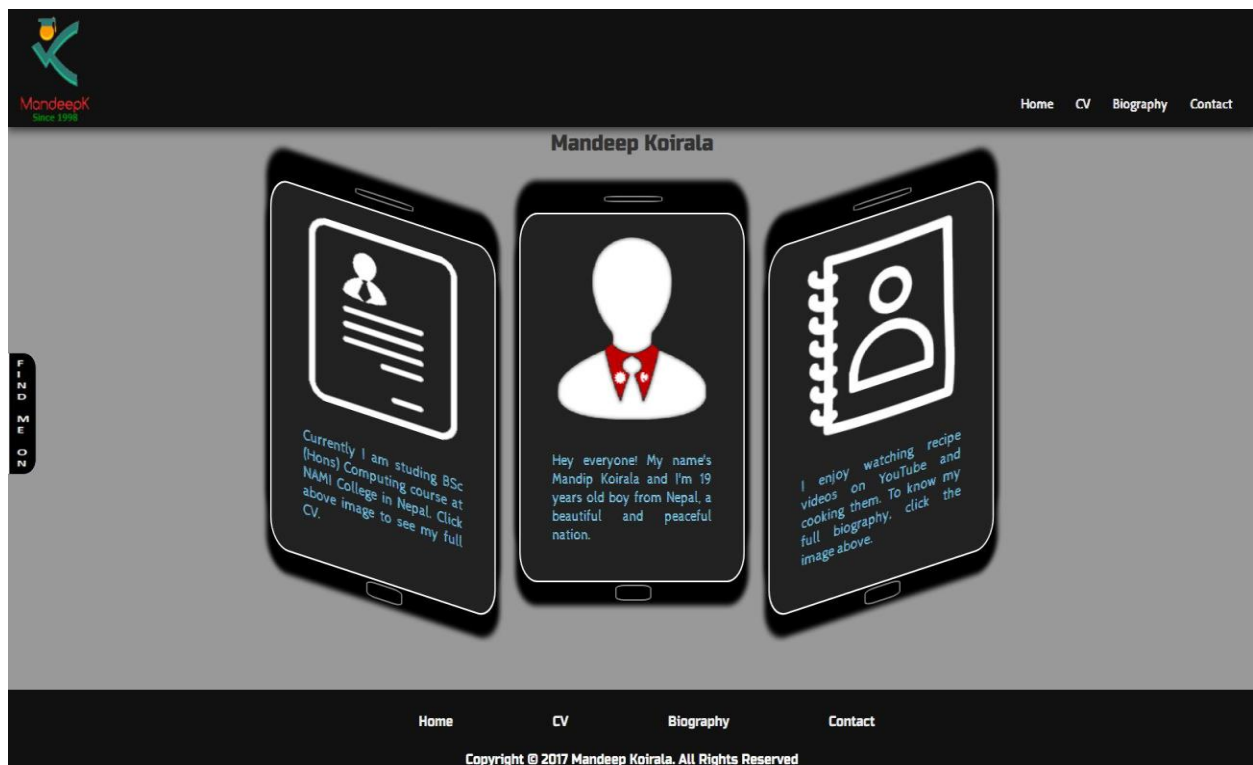 MandeepK
Since 1998
Home CV Biography Contact
Mandeep Koirala
FIND ME ON
Currently I am studing BSc
(Hons) Computing course at
NAMI College in Nepal. Click
above image to see my full
CV.
Hey everyone! My name's
Mandip Koirala and I'm 19
years old boy from Nepal, a
beautiful and peaceful
nation.
I enjoy watching recipe
videos on YouTube and
cooking them. To know my
full biography, click the
image above.
Home CV Biography Contact
Copyright © 2017 Mandeep Koirala. All Rights Reserved